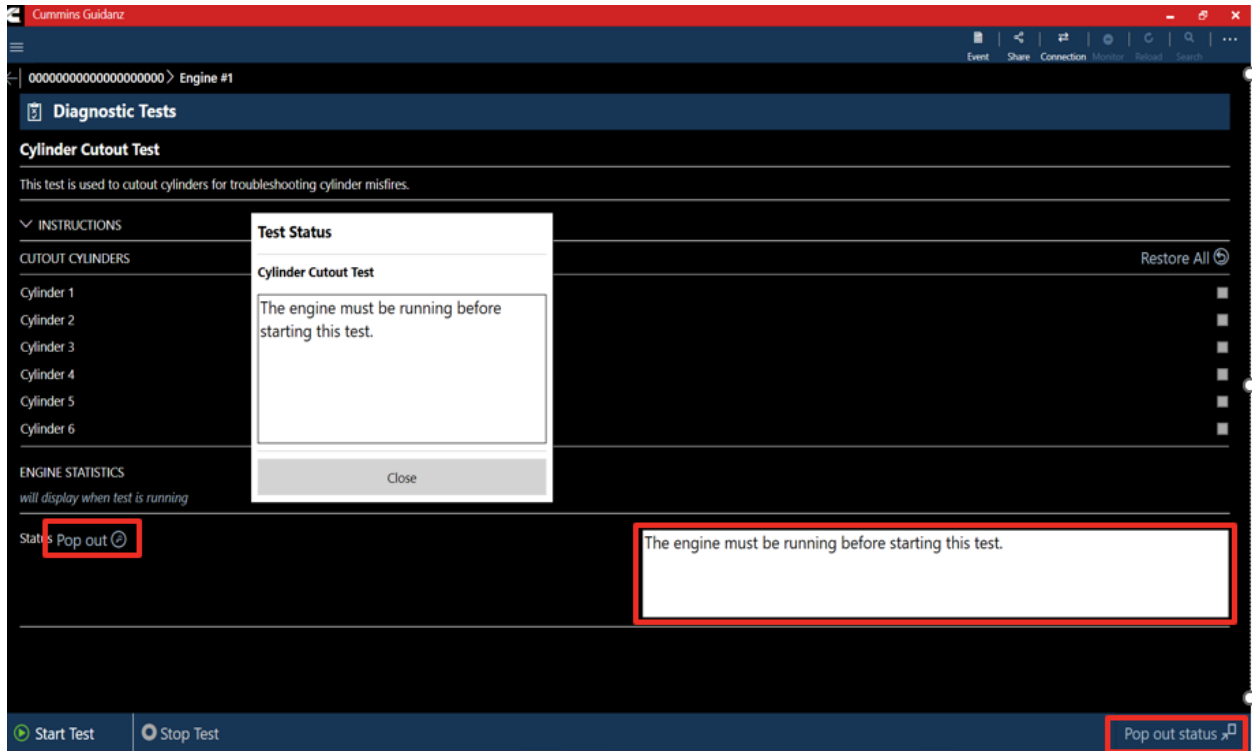 Cummins Guidanz
Event Share Connection Monitor Reload Search
00000000000000000000 > Engine #1
Diagnostic Tests
Cylinder Cutout Test
This test is used to cutout cylinders for troubleshooting cylinder misfires.
INSTRUCTIONS
CUTOUT CYLINDERS
Restore All
Cylinder 1
Cylinder 2
Cylinder 3
Cylinder 4
Cylinder 5
Cylinder 6
Test Status
Cylinder Cutout Test
The engine must be running before
starting this test.
Close
ENGINE STATISTICS
will display when test is running
Status Pop out
The engine must be running before starting this test.
Start Test
Stop Test
Pop out status